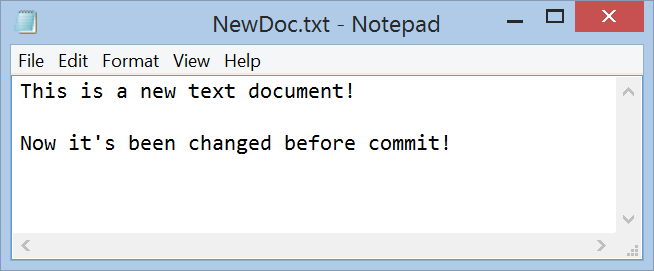 NewDoc.txt - Notepad
File Edit Format View Help
This is a new text document!
Now it's been changed before commit!